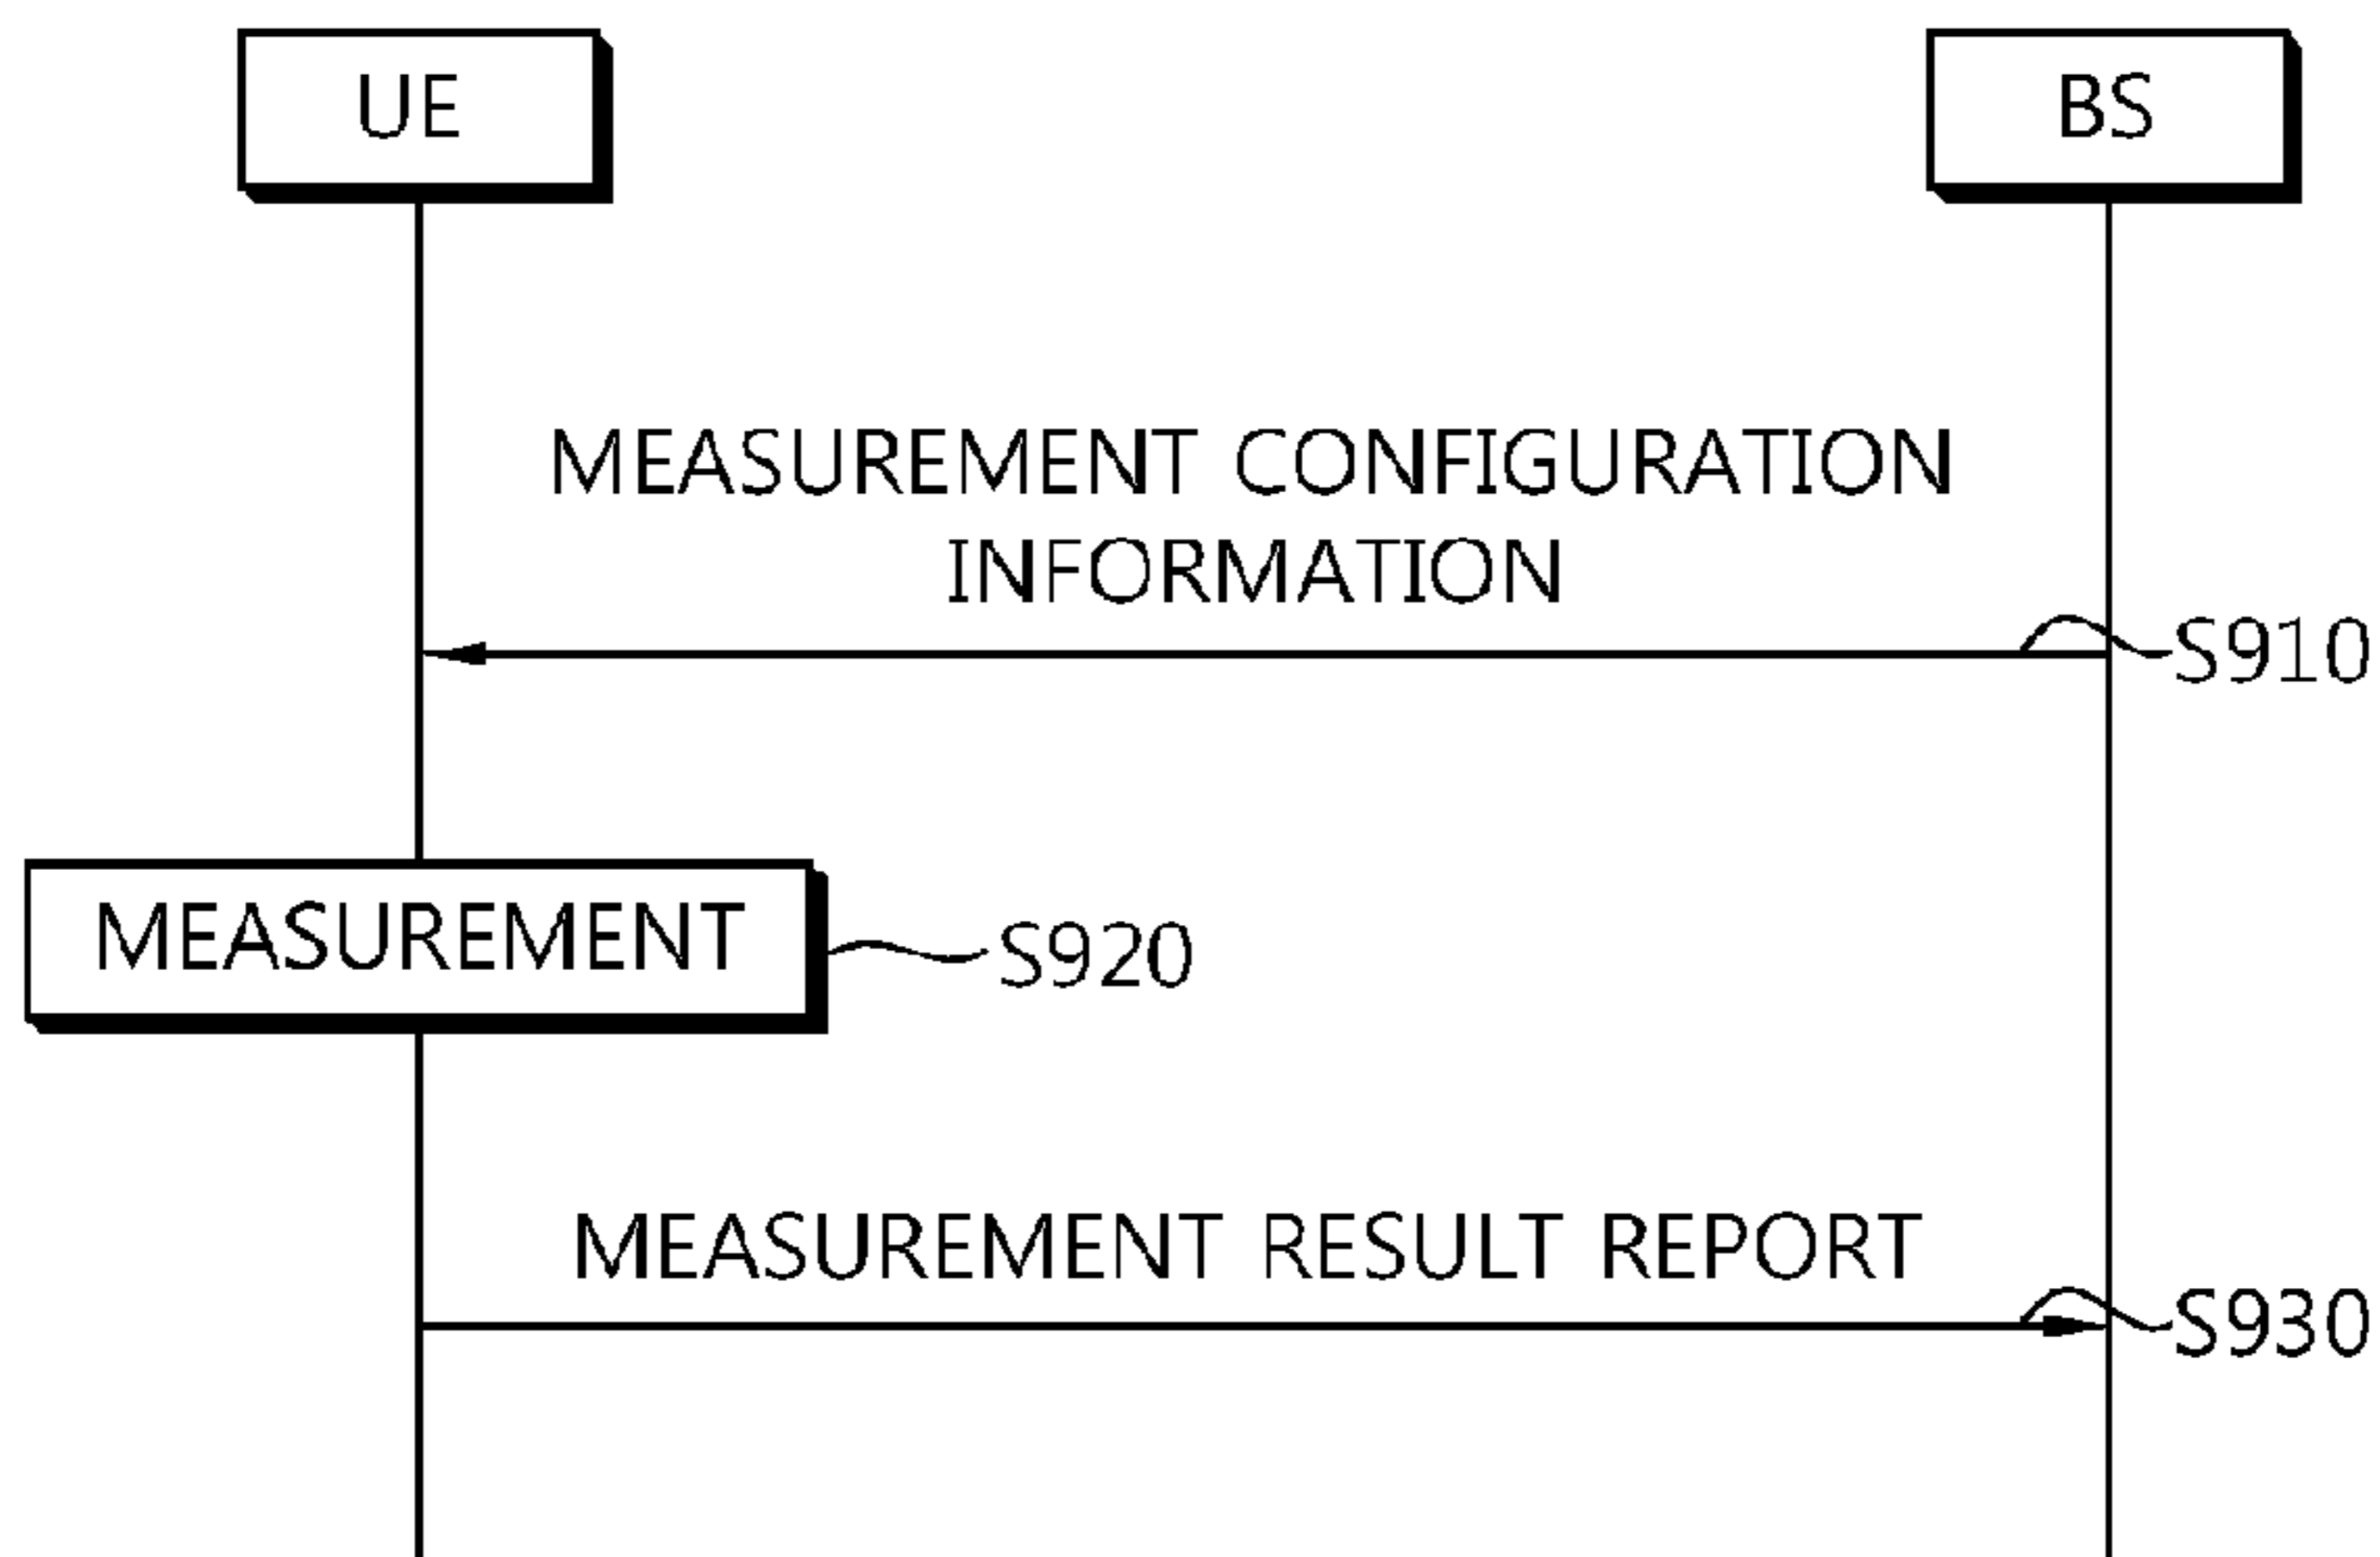 UE
BS
MEASUREMENT CONFIGURATION
INFORMATION
S910
MEASUREMENT
S920
MEASUREMENT RESULT REPORT
S930